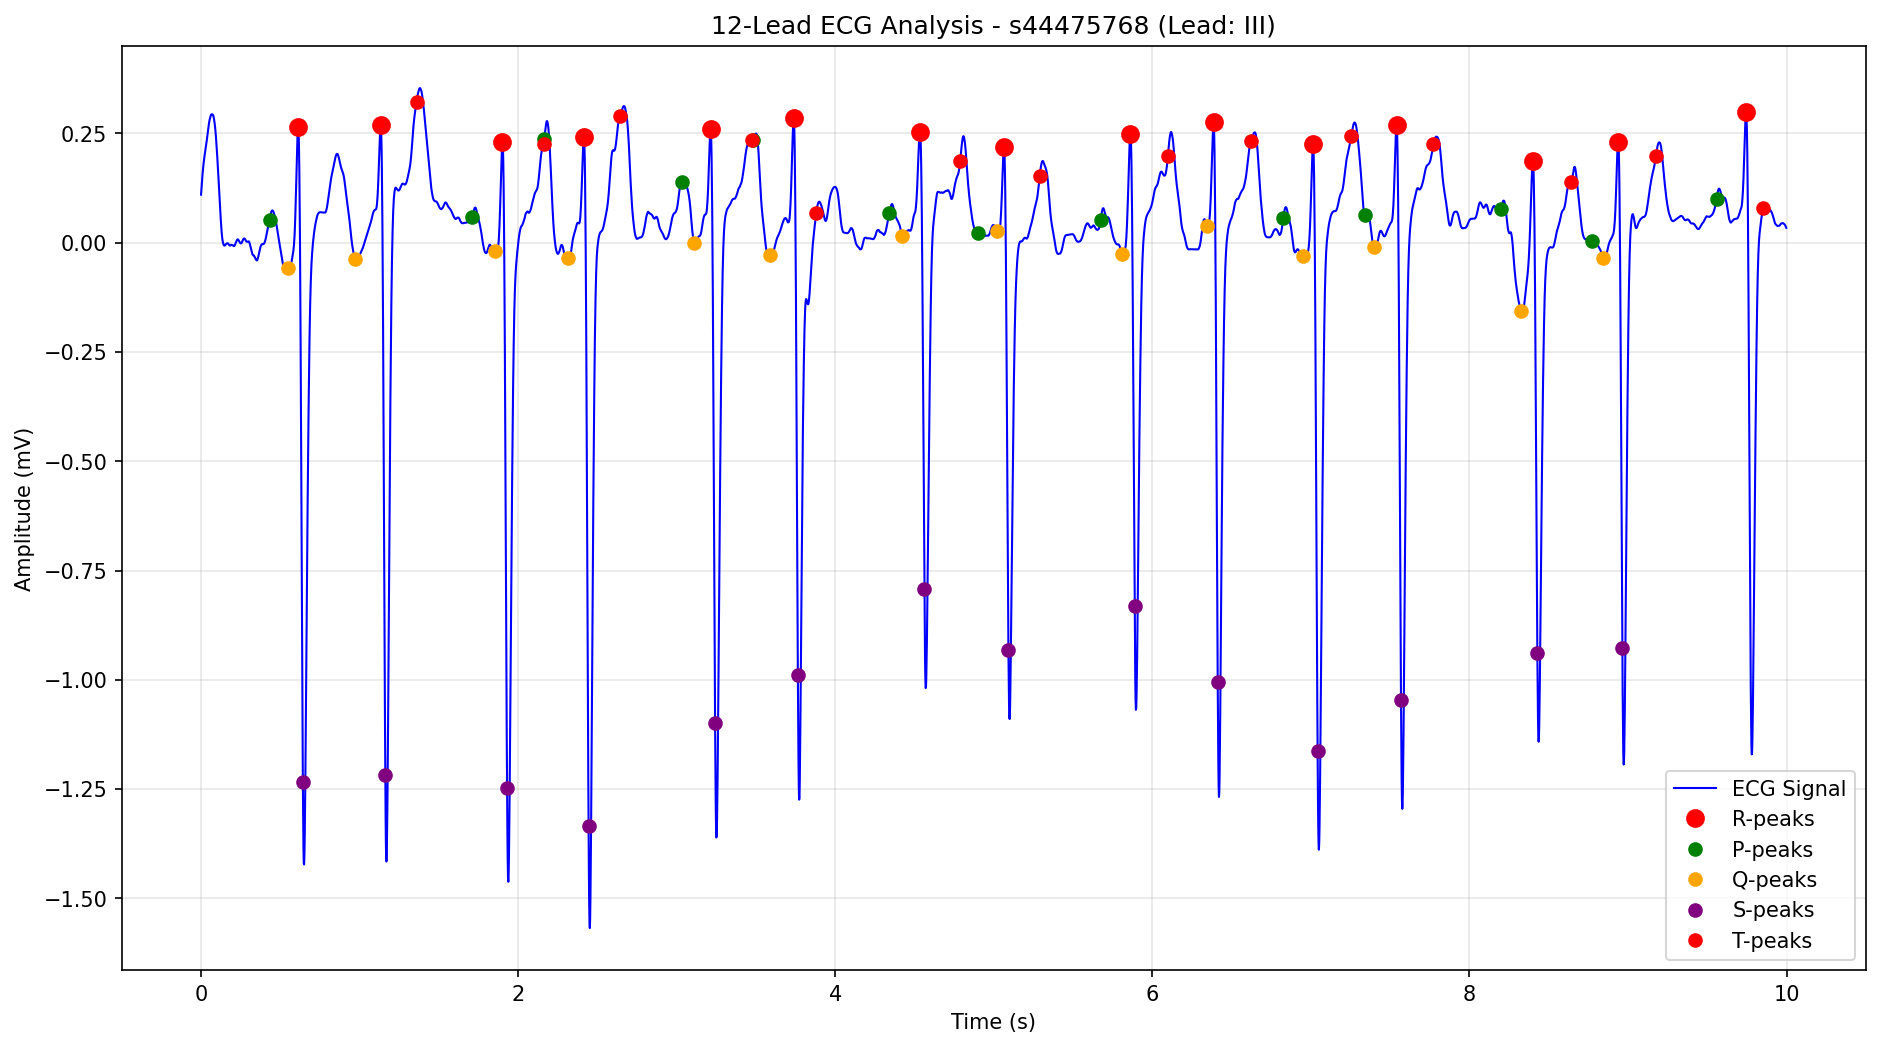 12-Lead ECG Analysis - s44475768 (Lead: III)
Amplitude (mV)
0.25
0.00
−0.25
−0.50
−0.75
−1.00
−1.25
−1.50
0 2 4 6 8 10
Time (s)
ECG Signal
R-peaks
P-peaks
Q-peaks
S-peaks
T-peaks